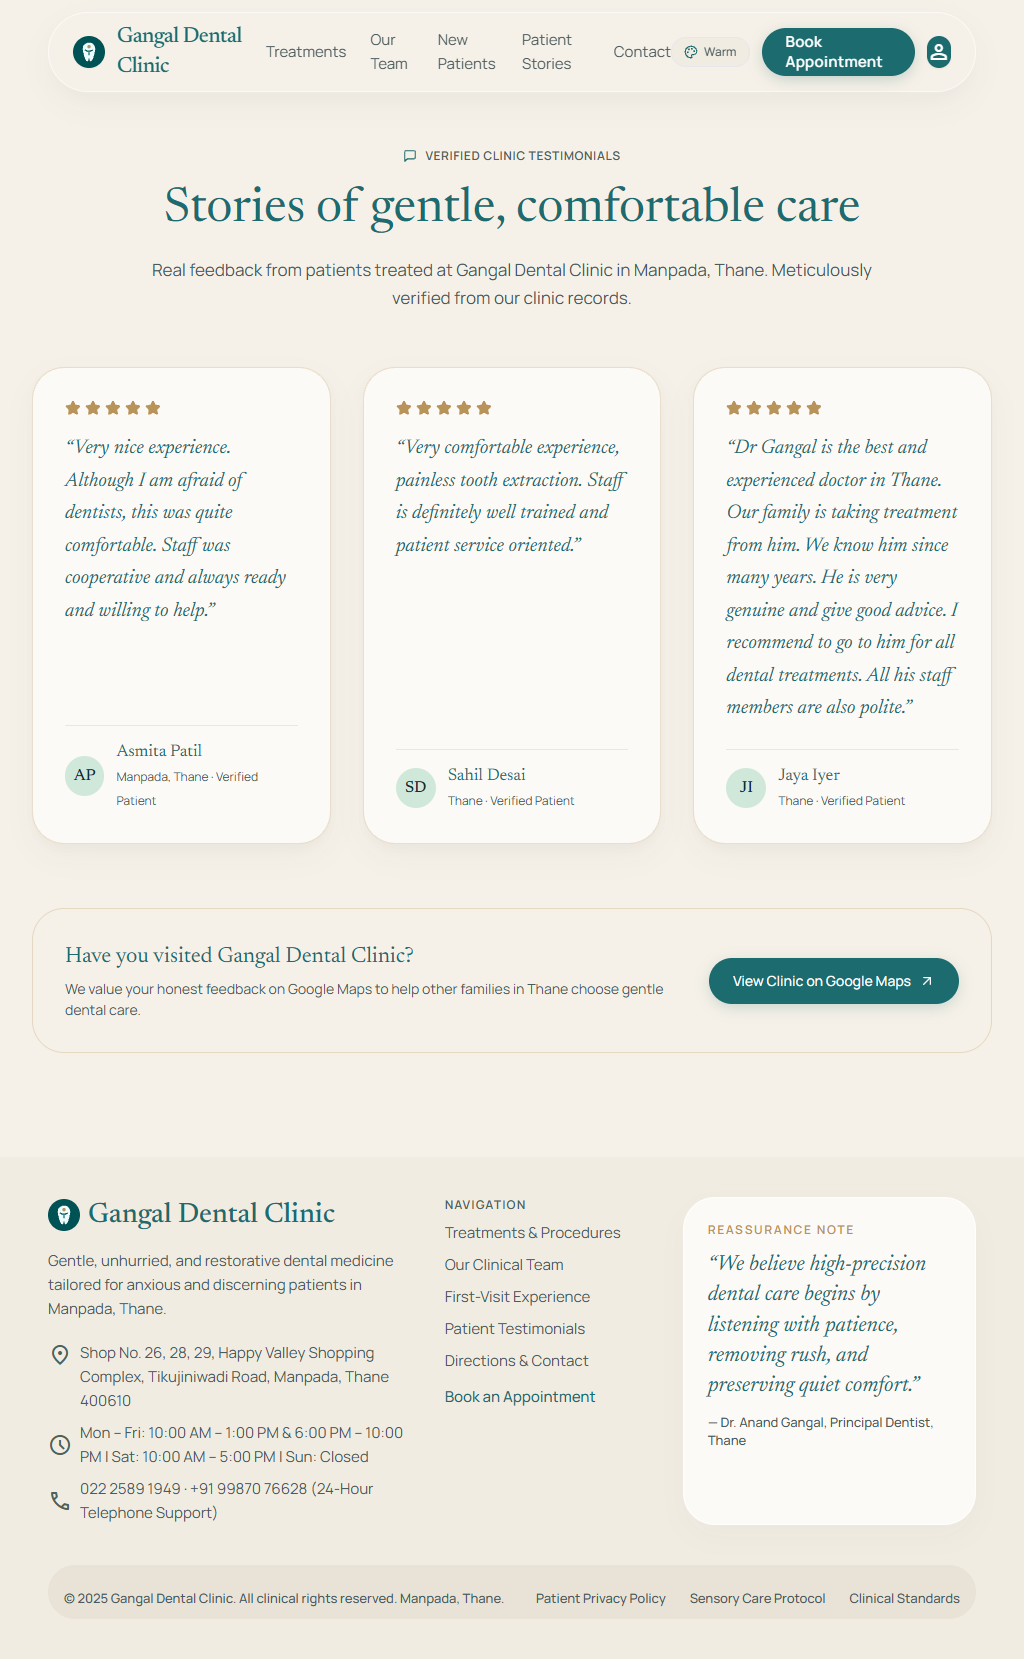 Gangal Dental
Clinic
Treatments
Our
Team
New
Patients
Patient
Stories
Contact
Warm
Book
Appointment
VERIFIED CLINIC TESTIMONIALS
Stories of gentle, comfortable care
Real feedback from patients treated at Gangal Dental Clinic in Manpada, Thane. Meticulously
verified from our clinic records.
“Very nice experience.
Although I am afraid of
dentists, this was quite
comfortable. Staff was
cooperative and always ready
and willing to help.”
AP
Asmita Patil
Manpada, Thane · Verified
Patient
“Very comfortable experience,
painless tooth extraction. Staff
is definitely well trained and
patient service oriented.”
SD
Sahil Desai
Thane · Verified Patient
“Dr Gangal is the best and
experienced doctor in Thane.
Our family is taking treatment
from him. We know him since
many years. He is very
genuine and give good advice. I
recommend to go to him for all
dental treatments. All his staff
members are also polite.”
JI
Jaya Iyer
Thane · Verified Patient
Have you visited Gangal Dental Clinic?
We value your honest feedback on Google Maps to help other families in Thane choose gentle
dental care.
View Clinic on Google Maps
Gangal Dental Clinic
Gentle, unhurried, and restorative dental medicine
tailored for anxious and discerning patients in
Manpada, Thane.
Shop No. 26, 28, 29, Happy Valley Shopping
Complex, Tikujiniwadi Road, Manpada, Thane
400610
Mon – Fri: 10:00 AM – 1:00 PM & 6:00 PM – 10:00
PM | Sat: 10:00 AM – 5:00 PM | Sun: Closed
022 2589 1949 · +91 99870 76628 (24-Hour
Telephone Support)
NAVIGATION
Treatments & Procedures
Our Clinical Team
First-Visit Experience
Patient Testimonials
Directions & Contact
Book an Appointment
REASSURANCE NOTE
“We believe high-precision
dental care begins by
listening with patience,
removing rush, and
preserving quiet comfort.”
— Dr. Anand Gangal, Principal Dentist,
Thane
© 2025 Gangal Dental Clinic. All clinical rights reserved. Manpada, Thane.
Patient Privacy Policy
Sensory Care Protocol
Clinical Standards